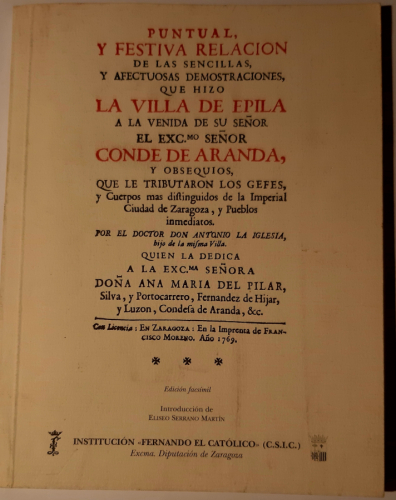 PUNTUAL,
Y FESTIVA RELACION
DE LAS SENCILLAS,
Y AFECTUOSAS DEMOSTRACIONES,
QUE HIZO
LA VILLA DE EPILA
A LA VENIDA DE SU SEÑOR
EL EXC.MO SEÑOR
CONDE DE ARANDA,
Y OBSEQUIOS,
QUE LE TRIBUTARON LOS GEFES,
y Cuerpos mas distinguidos de la Imperial
Ciudad de Zaragoza, y Pueblos
inmediatos.
POR EL DOCTOR DON ANTONIO LA IGLESIA,
hijo de la misma Villa.
QUIEN LA DEDICA
A LA EXC.MA SEÑORA
DOÑA ANA MARIA DEL PILAR,
Silva, y Portocarrero, Fernandez de Hijar,
y Luzon, Condesa de Aranda, &c.
Con Licencia: EN ZARAGOZA: En la Imprenta de FRAN-
CISCO MORENO. Año 1769.
Edición facsímil
Introducción de
ELISEO SERRANO MARTÍN
INSTITUCIÓN «FERNANDO EL CATÓLICO» (C.S.I.C.)
Excma. Diputación de Zaragoza